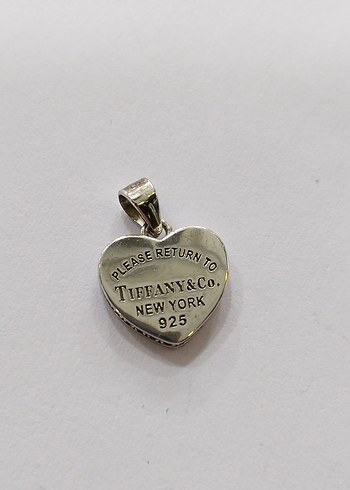 PLEASE RETURN TO
TIFFANY&Co.
NEW YORK
925